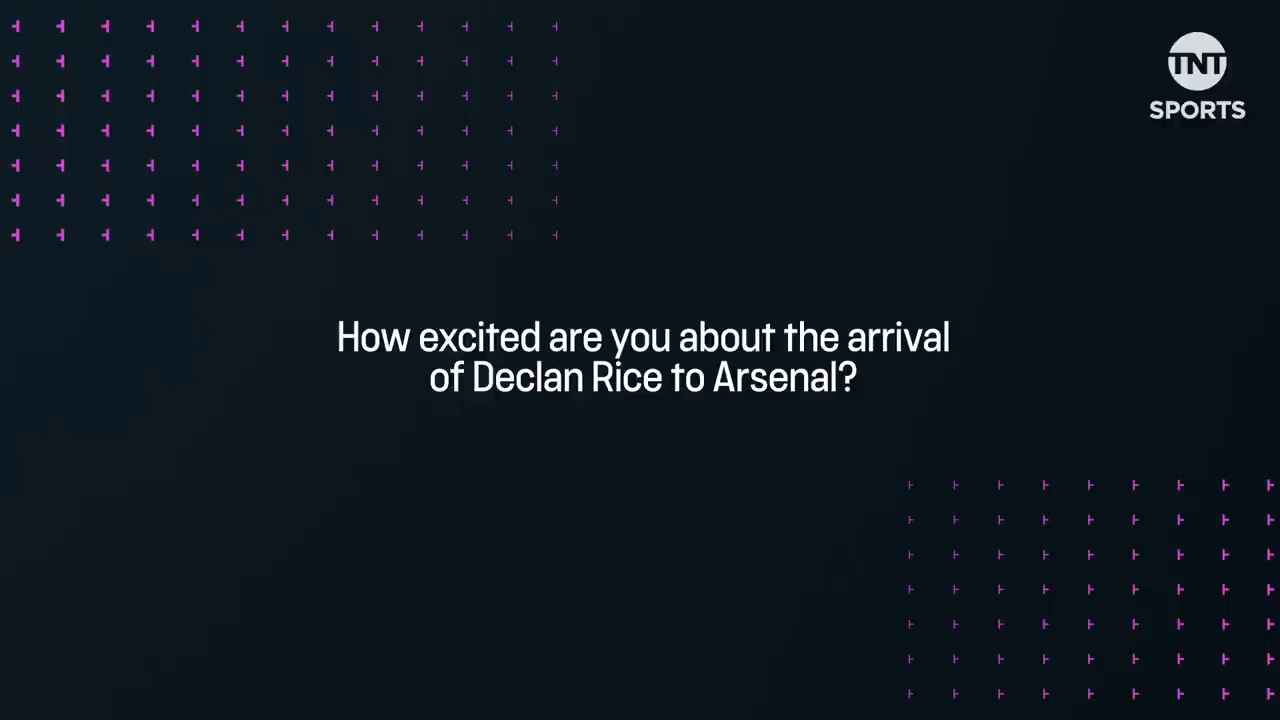 TNT
SPORTS
How excited are you about the arrival
of Declan Rice to Arsenal?